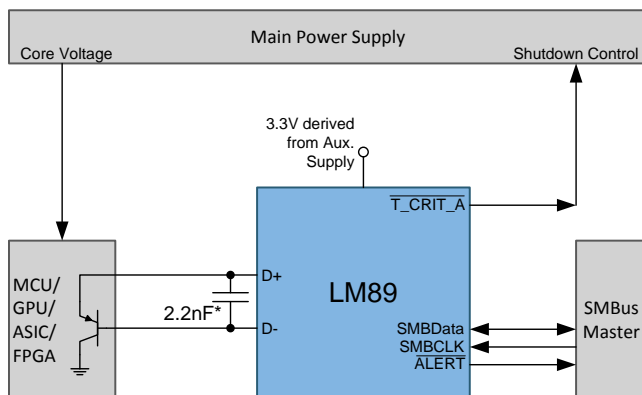 Main Power Supply
Core Voltage
Shutdown Control
3.3V derived
from Aux.
Supply
T_CRIT_A
MCU/
GPU/
ASIC/
FPGA
D+
2.2nF*
D-
LM89
SMBData
SMBCLK
ALERT
SMBus
Master